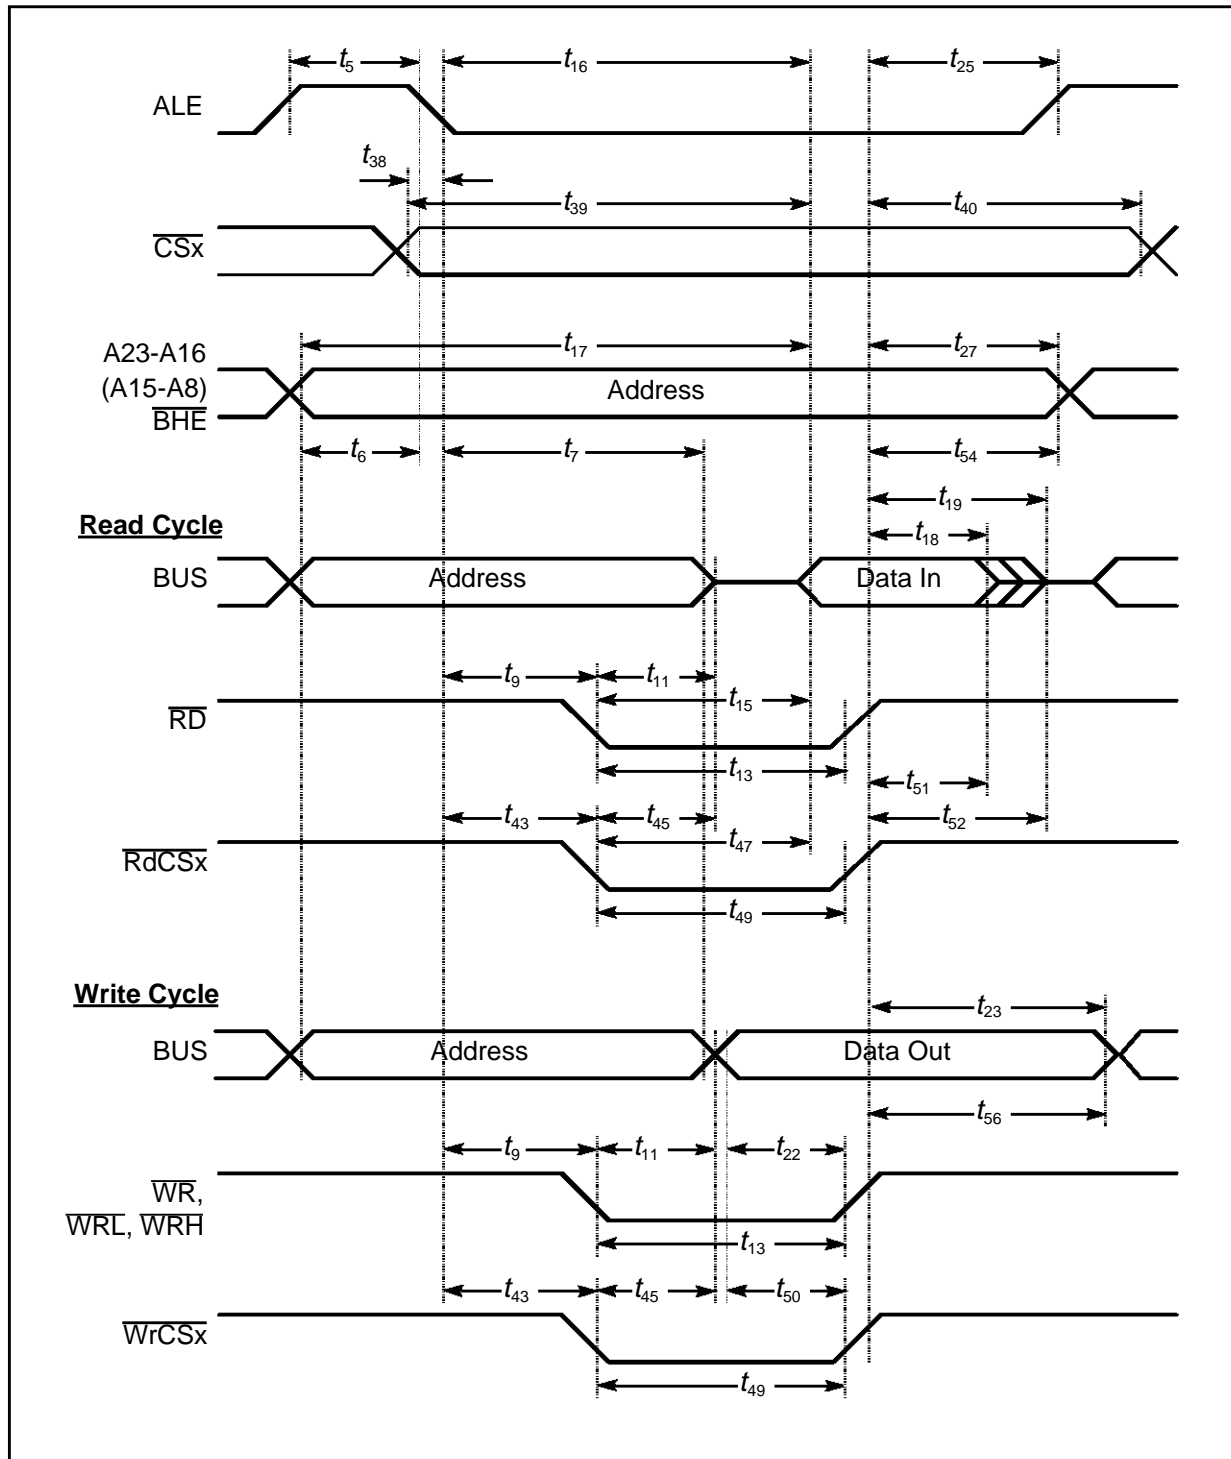 t5 t16 t25
ALE
t38
t39 t40
CSx
A23-A16
(A15-A8)
BHE
t17 t27
Address
t6 t7 t54
t19
Read Cycle
t18
BUS Address Data In
t9 t11
t15
RD
t13
t51
t43 t45 t52
t47
RdCSx
t49
Write Cycle
t23
BUS Address Data Out
t56
t9 t11 t22
WR,
WRL, WRH
t13
t43 t45 t50
WrCSx
t49